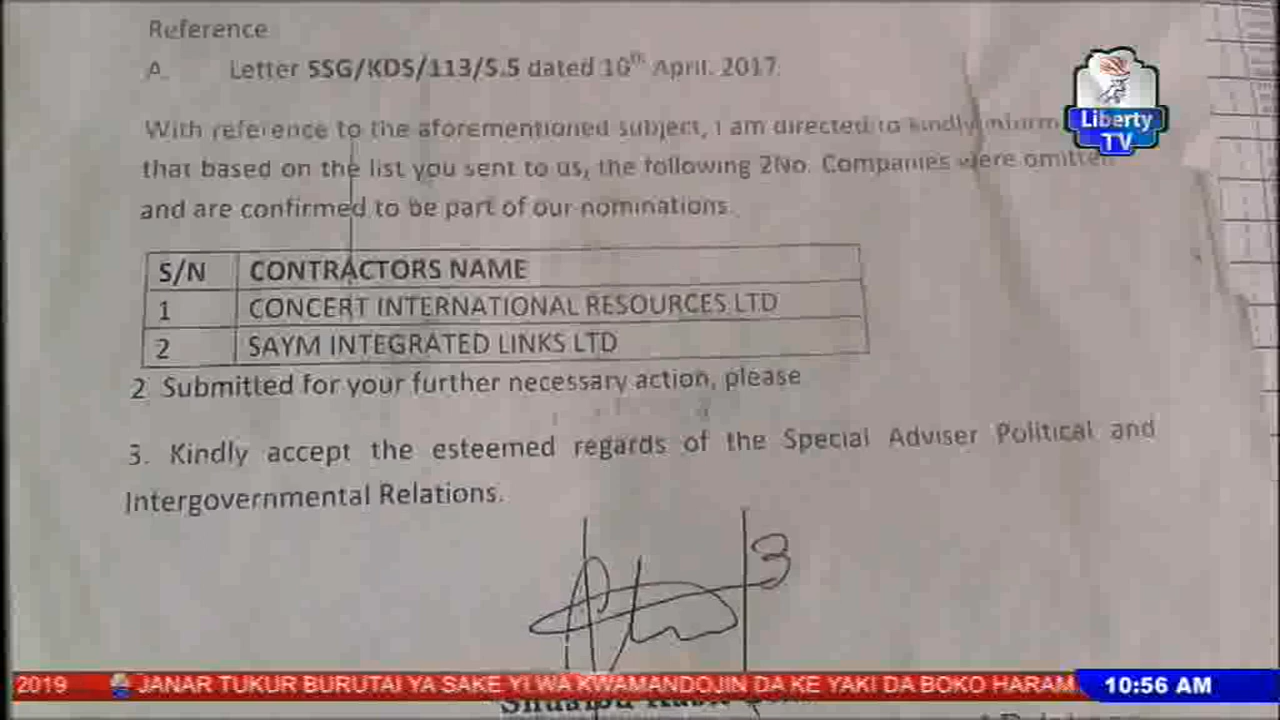 Reference
A. Letter SSG/KDS/113/5.5 dated 10th April. 2017.
Liberty
TV
With reference to the aforementioned subject, I am directed to kindly inform
that based on the list you sent to us, the following 2No. Companies were omitted
and are confirmed to be part of our nominations.
S/N CONTRACTORS NAME
1 CONCERT INTERNATIONAL RESOURCES LTD
2 SAYM INTEGRATED LINKS LTD
2 Submitted for your further necessary action, please
3. Kindly accept the esteemed regards of the Special Adviser Political and
Intergovernmental Relations.
2019 JANAR TUKUR BURUTAI YA SAKE YI WA KWAMANDOJIN DA KE YAKI DA BOKO HARAM
10:56 AM